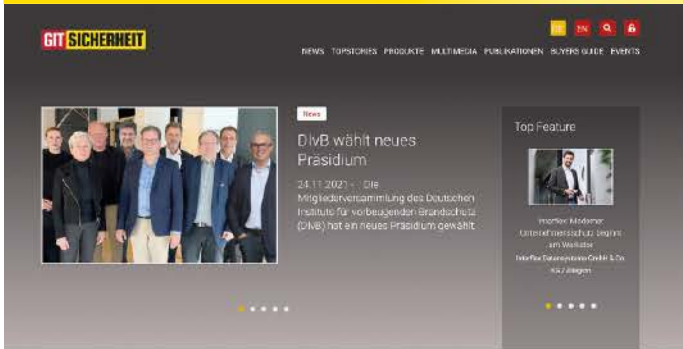 GIT SICHERHEIT
DE EN
NEWS TOPSTORIES PRODUKTE MULTIMEDIA PUBLIKATIONEN BUYERS GUIDE EVENTS
News
DIvB wählt neues
Präsidium
24.11.2021 - Die
Mitgliederversammlung des Deutschen
Instituts für vorbeugenden Brandschutz
(DIvB) hat ein neues Präsidium gewählt.
Top Feature
Interflex: Moderner
Unternehmensschutz beginnt
am Werkstor
Interflex Datensysteme GmbH & Co.
KG / Allegion